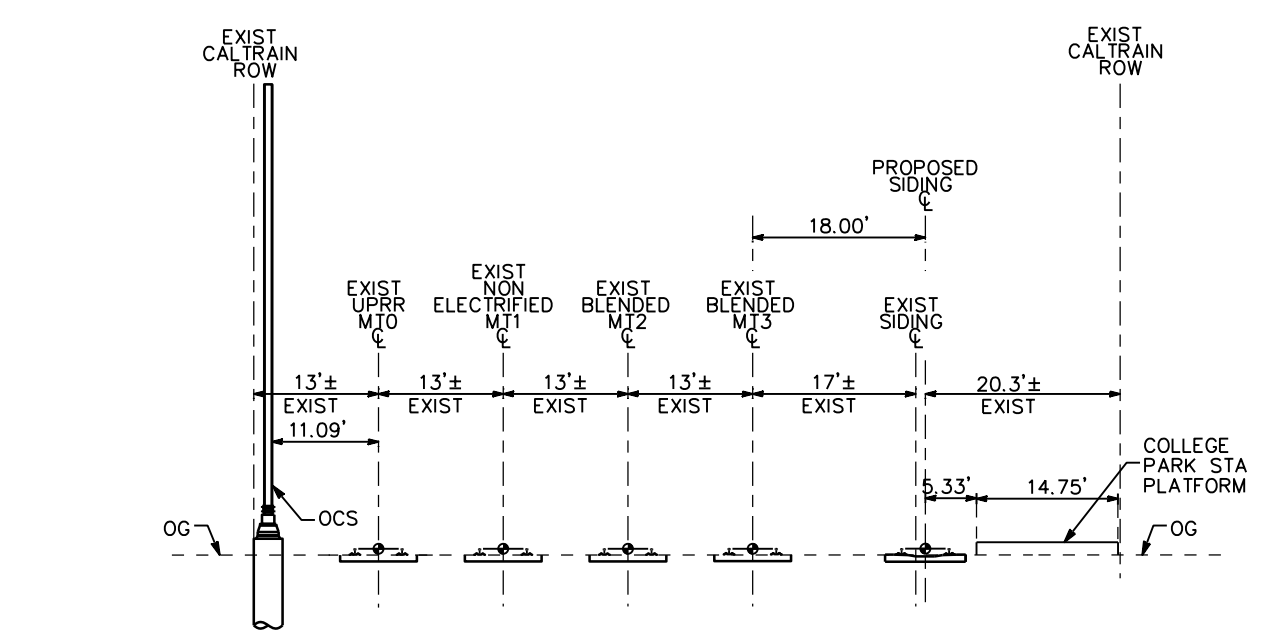 EXIST
CALTRAIN
ROW
EXIST
CALTRAIN
ROW
PROPOSED
SIDING
℄
18.00'
EXIST
UPRR
MT0
℄
EXIST
NON
ELECTRIFIED
MT1
℄
EXIST
BLENDED
MT2
℄
EXIST
BLENDED
MT3
℄
EXIST
SIDING
℄
13'±
EXIST
13'±
EXIST
13'±
EXIST
13'±
EXIST
17'±
EXIST
20.3'±
EXIST
11.09'
COLLEGE
PARK STA
PLATFORM
5.33'
14.75'
OG
OCS
OG